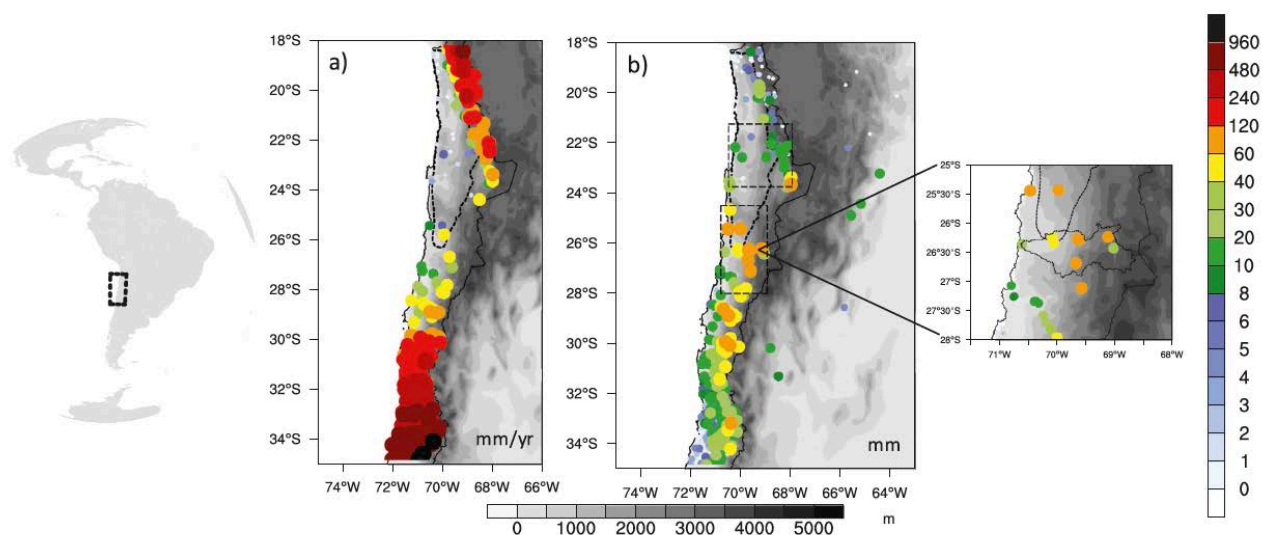 a)
18°S
20°S
22°S
24°S
26°S
28°S
30°S
32°S
34°S
mm/yr
74°W 72°W 70°W 68°W 66°W
b)
18°S
20°S
22°S
24°S
26°S
28°S
30°S
32°S
34°S
mm
74°W 72°W 70°W 68°W 66°W 64°W
25°S
25°30'S
26°S
26°30'S
27°S
27°30'S
28°S
71°W 70°W 69°W 68°W
960
480
240
120
60
40
30
20
10
8
6
5
4
3
2
1
0
0 1000 2000 3000 4000 5000 m